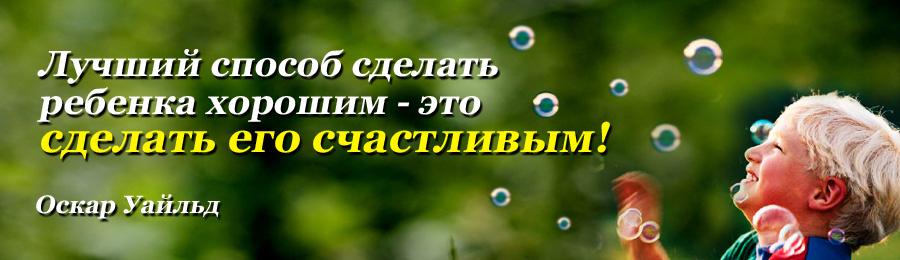 Лучший способ сделать
ребенка хорошим - это
сделать его счастливым!
Оскар Уайльд